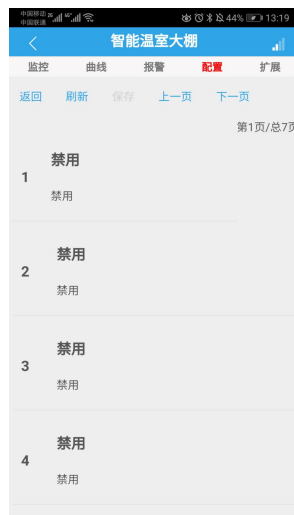 中国移动 26 46 44% 13:19
中国联通
智能温室大棚
监控 曲线 报警 配置 扩展
返回 刷新 保存 上一页 下一页
第1页/总7页
禁用
1
禁用
禁用
2
禁用
禁用
3
禁用
禁用
4
禁用